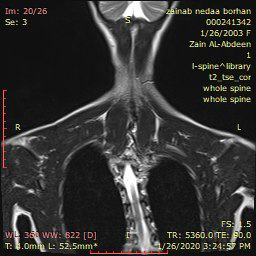 Im: 20/26
Se: 3
S
zainab nedaa borhan
000241342
1/26/2003 F
Zain AL-Abdeen
1
l-spine^library
t2_tse_cor
whole spine
whole spine
R
L
WL: 368 WW: 822 [D]
T: 4.0mm L: 52.5mm*
I
FS: 1.5
TR: 5360.0 TE: 90.0
1/26/2020 3:24:57 PM